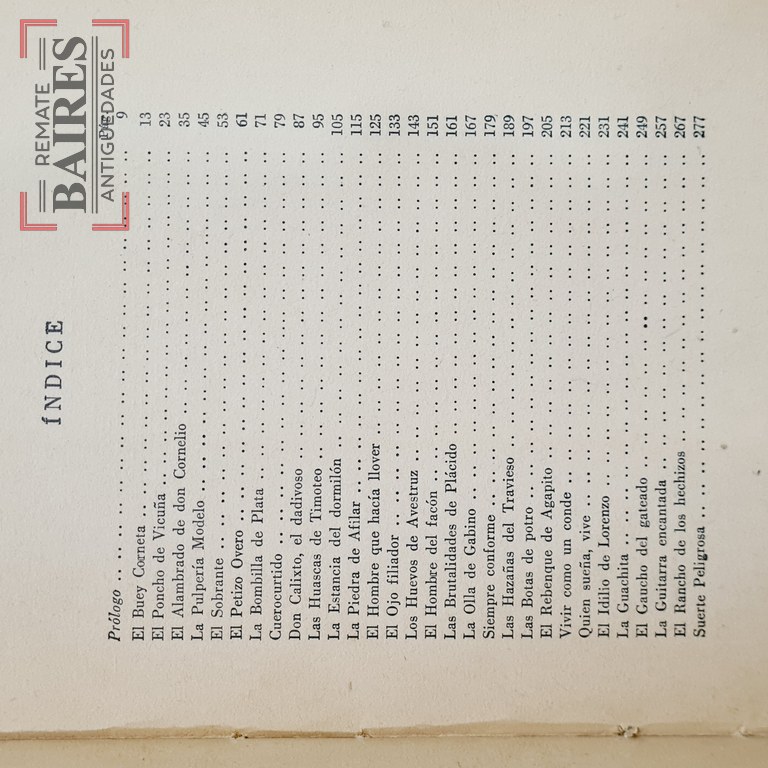 REMATE
BAIRES
ANTIGUEDADES
ÍNDICE
Pág.
Prólogo .. .. .. .. .. .. .. .. .. .. .. .. .. .. 9
El Buey Corneta .. .. .. .. .. .. .. .. .. .. .. 13
El Poncho de Vicuña .. .. .. .. .. .. .. .. .. .. 23
El Alambrado de don Cornelio .. .. .. .. .. .. .. 35
La Pulpería Modelo .. .. .. .. .. .. .. .. .. .. 45
El Sobrante .. .. .. .. .. .. .. .. .. .. .. .. 53
El Petizo Overo .. .. .. .. .. .. .. .. .. .. .. 61
La Bombilla de Plata .. .. .. .. .. .. .. .. .. .. 71
Cuerocurtido .. .. .. .. .. .. .. .. .. .. .. .. 79
Don Calixto, el dadivoso .. .. .. .. .. .. .. .. .. 87
Las Huascas de Timoteo .. .. .. .. .. .. .. .. .. 95
La Estancia del dormilón .. .. .. .. .. .. .. .. .. 105
La Piedra de Afilar .. .. .. .. .. .. .. .. .. .. 115
El Hombre que hacía llover .. .. .. .. .. .. .. .. 125
El Ojo filiador .. .. .. .. .. .. .. .. .. .. .. 133
Los Huevos de Avestruz .. .. .. .. .. .. .. .. .. 143
El Hombre del facón .. .. .. .. .. .. .. .. .. .. 151
Las Brutalidades de Plácido .. .. .. .. .. .. .. .. 161
La Olla de Gabino .. .. .. .. .. .. .. .. .. .. 167
Siempre conforme .. .. .. .. .. .. .. .. .. .. .. 179
Las Hazañas del Travieso .. .. .. .. .. .. .. .. .. 189
Las Botas de potro .. .. .. .. .. .. .. .. .. .. 197
El Rebenque de Agapito .. .. .. .. .. .. .. .. .. 205
Vivir como un conde .. .. .. .. .. .. .. .. .. .. 213
Quien sueña, vive .. .. .. .. .. .. .. .. .. .. .. 221
El Idilio de Lorenzo .. .. .. .. .. .. .. .. .. .. 231
La Guachita .. .. .. .. .. .. .. .. .. .. .. .. 241
El Gaucho del gateado .. .. .. .. .. .. .. .. .. 249
La Guitarra encantada .. .. .. .. .. .. .. .. .. 257
El Rancho de los hechizos .. .. .. .. .. .. .. .. 267
Suerte Peligrosa .. .. .. .. .. .. .. .. .. .. .. 277